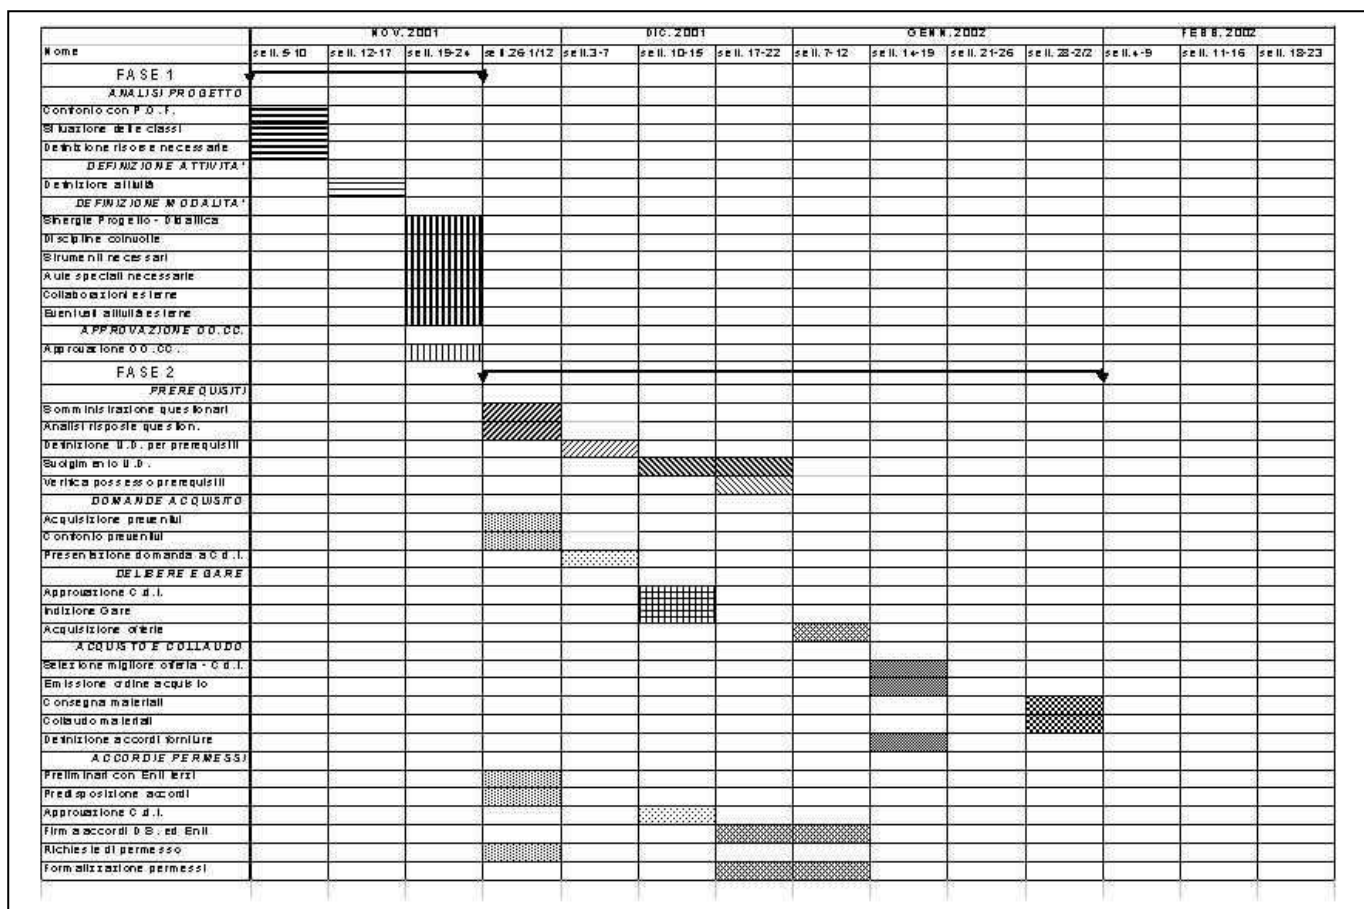 NOV. 2001 DIC. 2001 GENN. 2002 FEBB. 2002
Nome sett. 5-10 sett. 12-17 sett. 19-24 sett. 26-1/12 sett. 3-7 sett. 10-15 sett. 17-22 sett. 7-12 sett. 14-19 sett. 21-26 sett. 28-2/2 sett. 4-9 sett. 11-16 sett. 18-23
FASE 1
ANALISI PROGETTO
Confronto con P.O.F.
Situazione delle classi
Definizione risorse necessarie
DEFINIZIONE ATTIVITA'
Definizione attività
DEFINIZIONE MODALITA'
Sinergie Progetto - Didattica
Discipline coinvolte
Strumenti necessari
Aule speciali necessarie
Collaborazioni esterne
Eventuali attività esterne
APPROVAZIONE OO.CC.
Approvazione OO.CC.
FASE 2
PREREQUISITI
Somministrazione questionari
Analisi risposte question.
Definizione U.D. per prerequisiti
Svolgimento U.D.
Verifica possesso prerequisiti
DOMANDE ACQUISTO
Acquisizione preventivi
Confronto preventivi
Presentazione domanda a C.d.I.
DELIBERE E GARE
Approvazione C.d.I.
Indizione Gare
Acquisizione offerte
ACQUISTO E COLLAUDO
Selezione migliore offerta - C.d.I.
Emissione ordine acquisto
Consegna materiali
Collaudo materiali
Definizione accordi forniture
ACCORDI E PERMESSI
Preliminari con Enti terzi
Predisposizione accordi
Approvazione C.d.I.
Firma accordi D.S. ed Enti
Richieste di permesso
Formalizzazione permessi